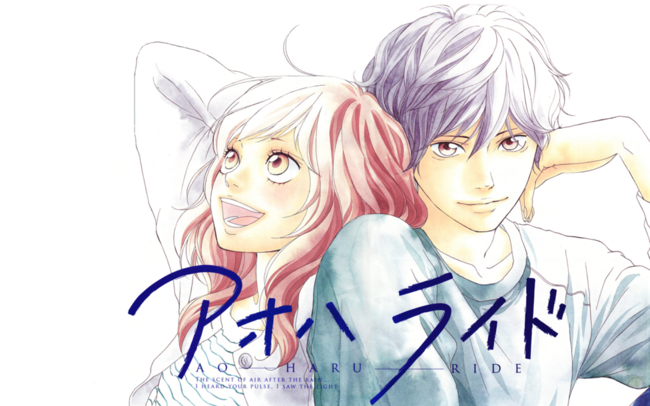 アオハライド
AO HARU RIDE
THE SCENT OF AIR AFTER THE RAIN
I HEARD YOUR PULSE. I SAW THE LIGHT